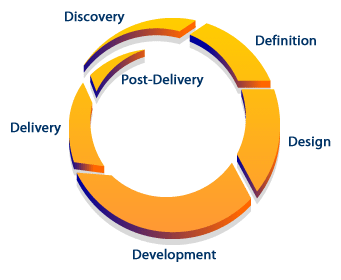 Discovery
Definition
Post-Delivery
Delivery
Design
Development